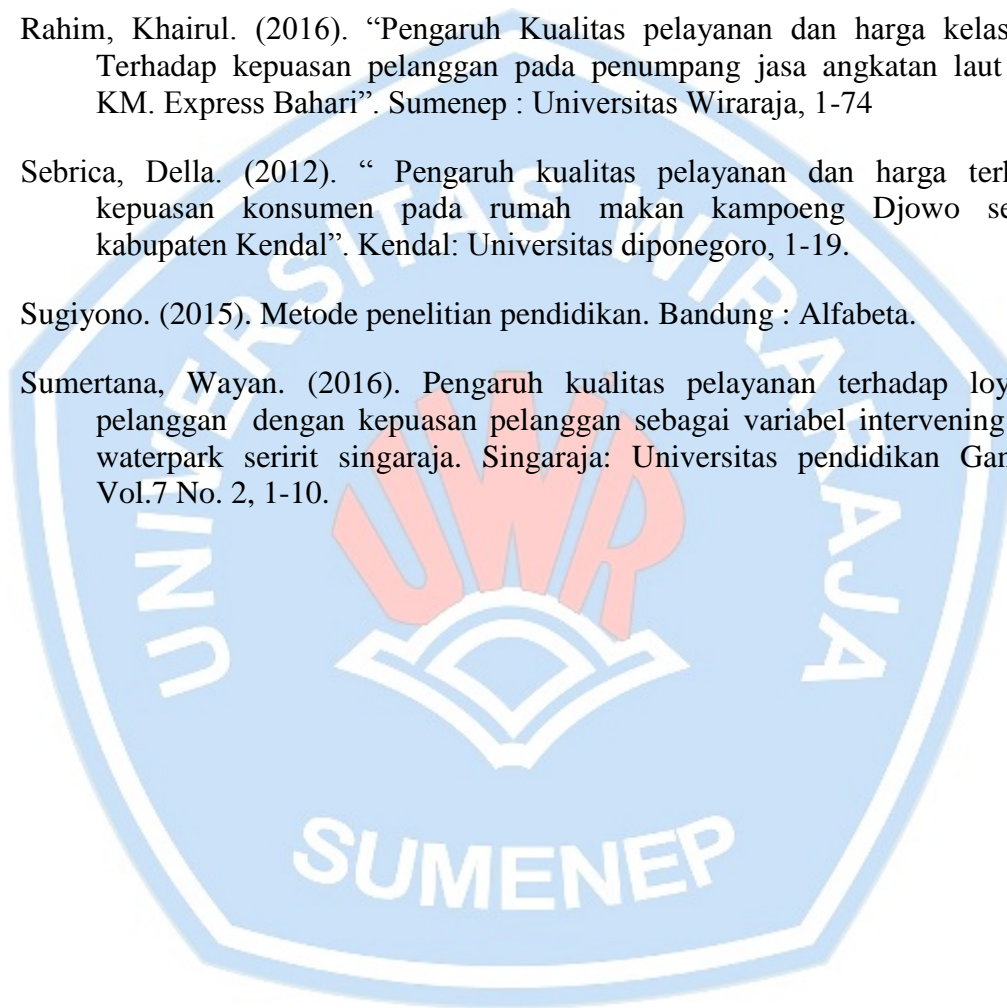 Rahim, Khairul. (2016). “Pengaruh Kualitas pelayanan dan harga kelas
Terhadap kepuasan pelanggan pada penumpang jasa angkatan laut
KM. Express Bahari”. Sumenep : Universitas Wiraraja, 1-74
Sebrica, Della. (2012). “ Pengaruh kualitas pelayanan dan harga
kepuasan konsumen pada rumah makan kampoeng Djowo
kabupaten Kendal”. Kendal: Universitas diponegoro, 1-19.
Sugiyono. (2015). Metode penelitian pendidikan. Bandung : Alfabeta.
Sumertana, Wayan. (2016). Pengaruh kualitas pelayanan terhadap
pelanggan dengan kepuasan pelanggan sebagai variabel intervening
waterpark seririt singaraja. Singaraja: Universitas pendidikan
Vol.7 No. 2, 1-10.
UNIVERSITAS WIRARAJA
UWR
SUMENEP